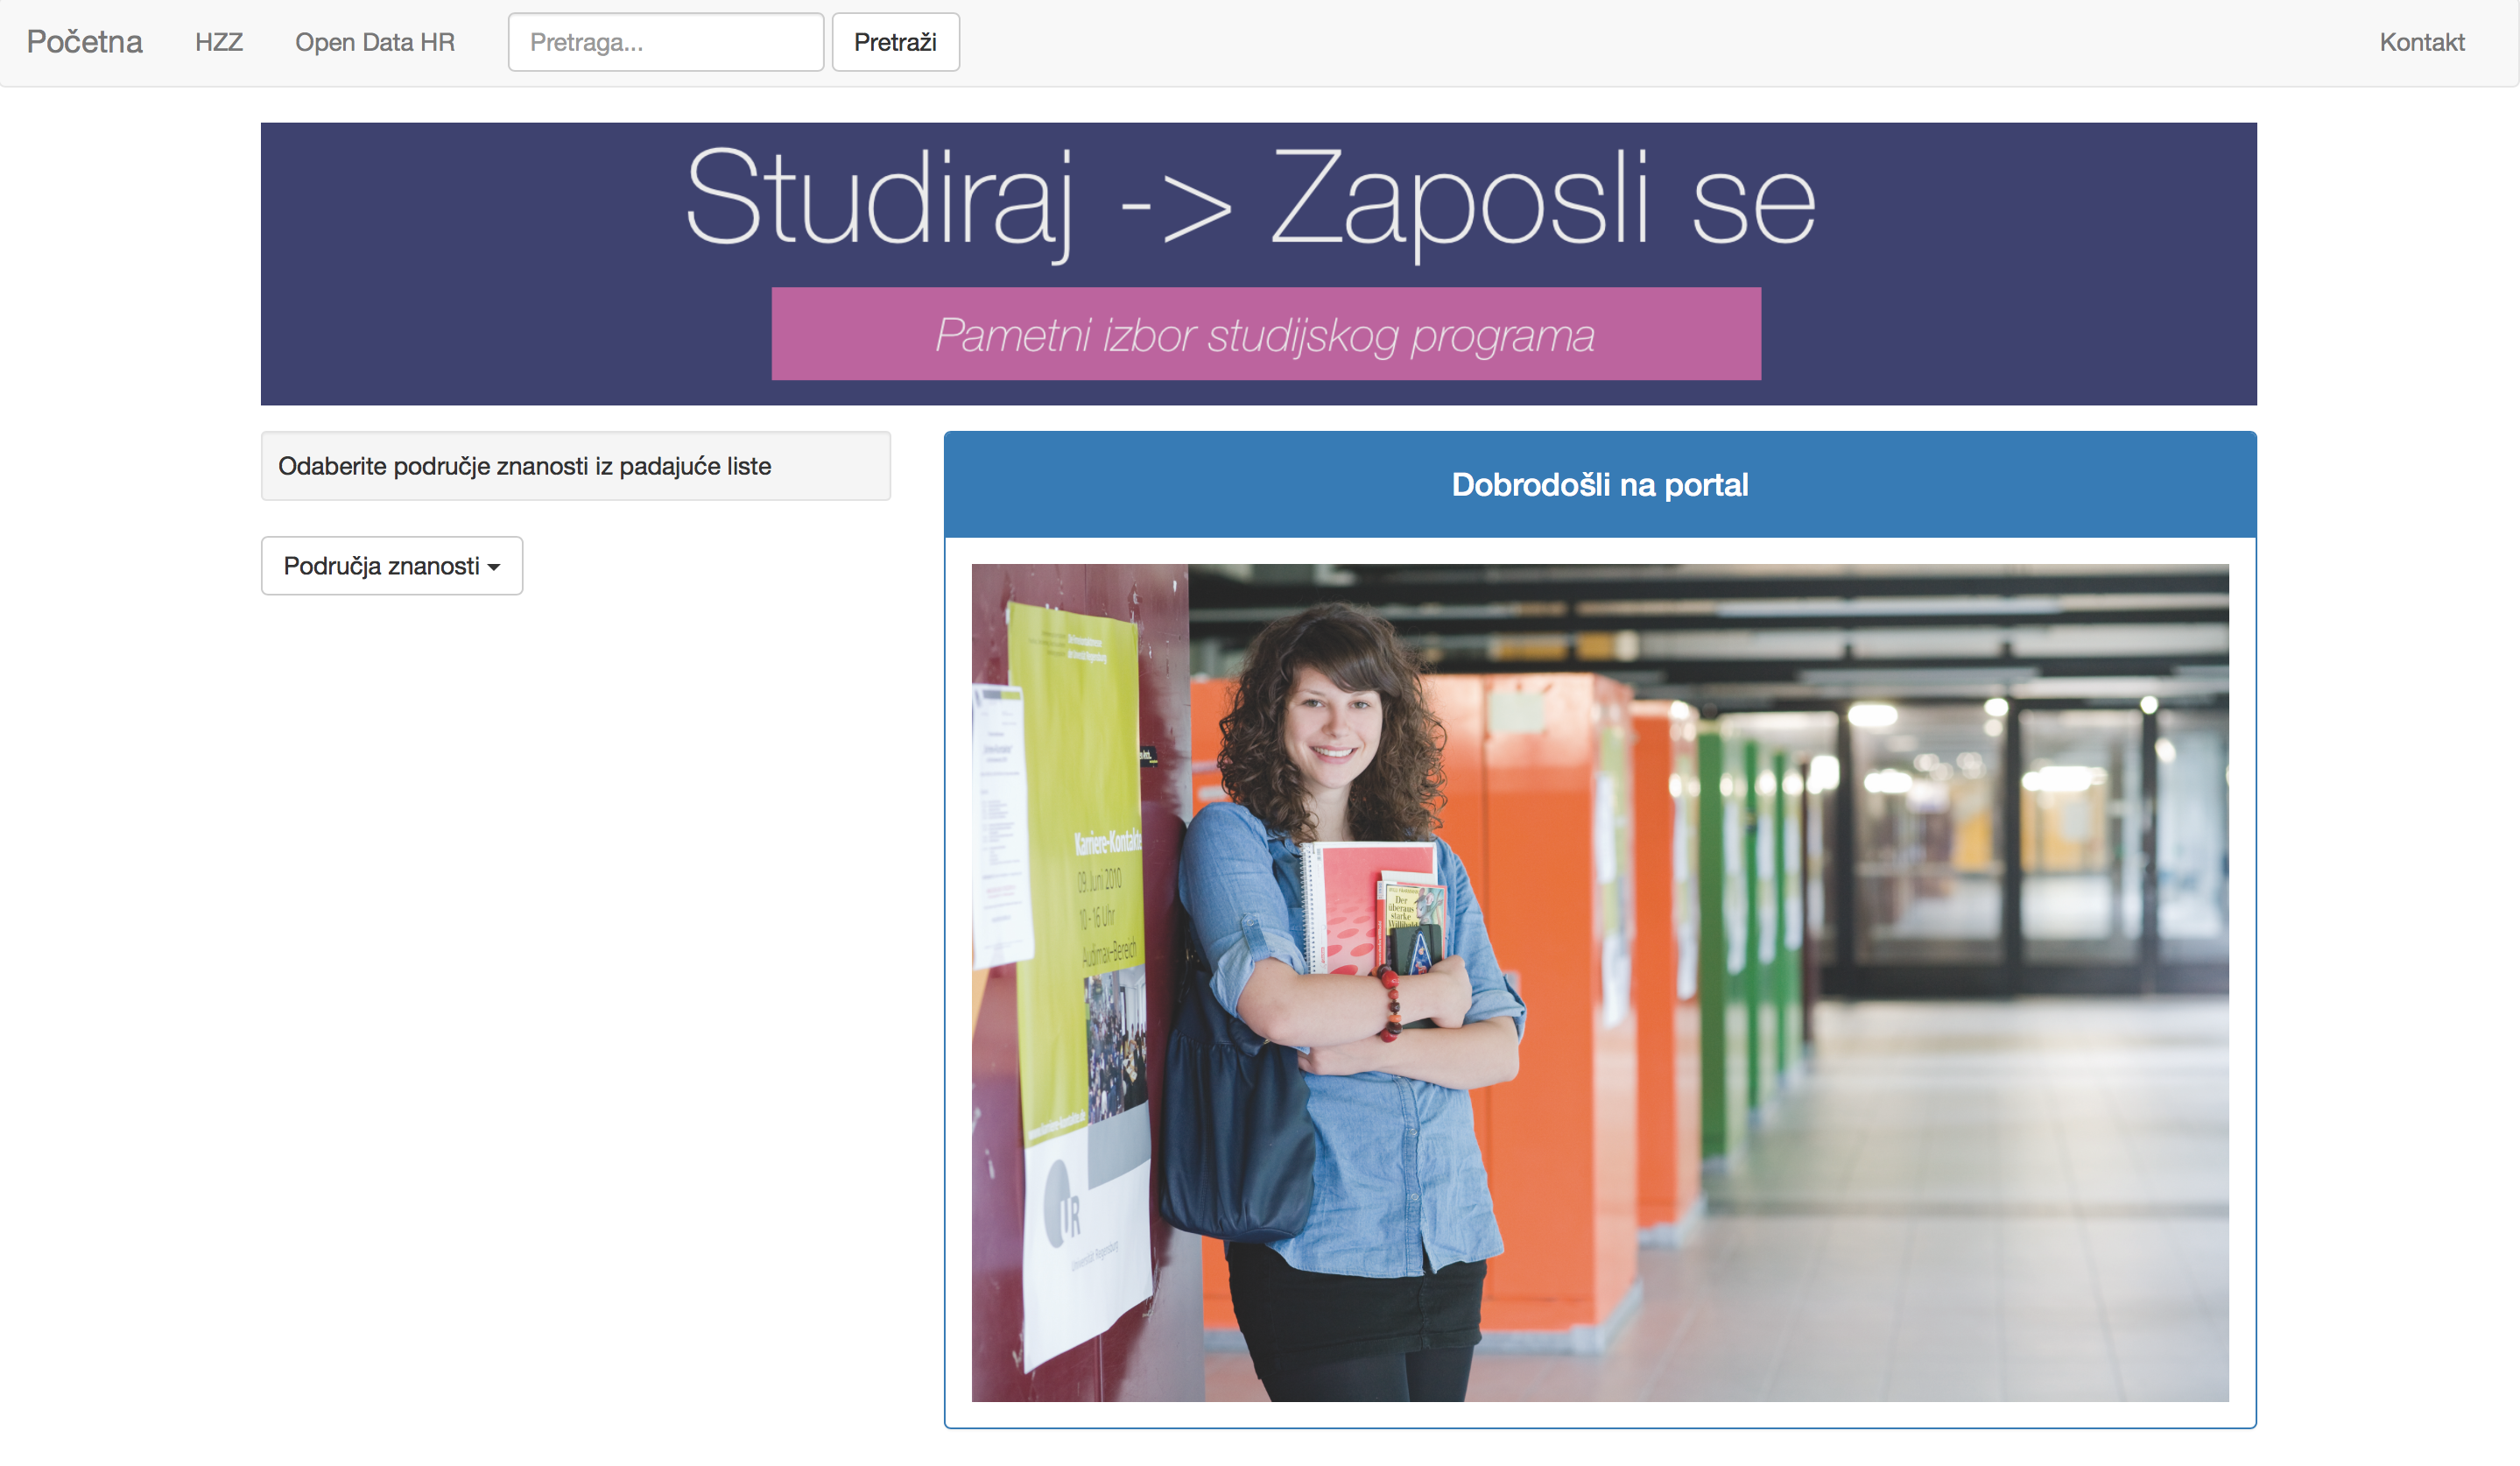 Početna HZZ Open Data HR Pretraga... Pretraži Kontakt
Studiraj -> Zaposli se
Pametni izbor studijskog programa
Odaberite područje znanosti iz padajuće liste
Područja znanosti
Dobrodošli na portal
Karriere-Kontakte
09. Juni 2010
10 - 16 Uhr
Audimax-Bereich
Der
überaus
starke
UR
Universität Regensburg